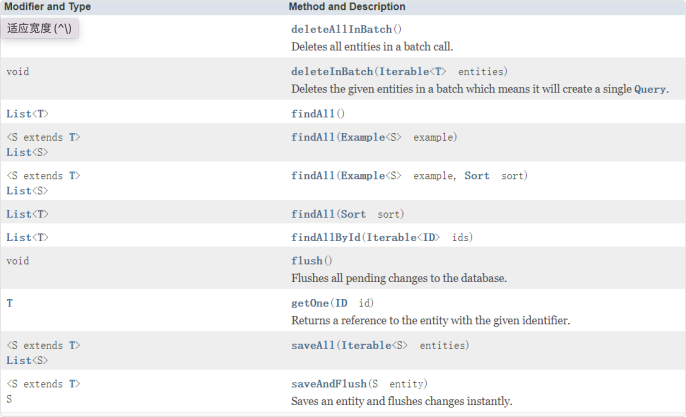 Modifier and Type Method and Description
适应宽度 (^\) deleteAllInBatch()
Deletes all entities in a batch call.
void deleteInBatch(Iterable<T> entities)
Deletes the given entities in a batch which means it will create a single Query.
List<T> findAll()
<S extends T> findAll(Example<S> example)
List<S>
<S extends T> findAll(Example<S> example, Sort sort)
List<S>
List<T> findAll(Sort sort)
List<T> findAllById(Iterable<ID> ids)
void flush()
Flushes all pending changes to the database.
T getOne(ID id)
Returns a reference to the entity with the given identifier.
<S extends T> saveAll(Iterable<S> entities)
List<S>
<S extends T> saveAndFlush(S entity)
S Saves an entity and flushes changes instantly.